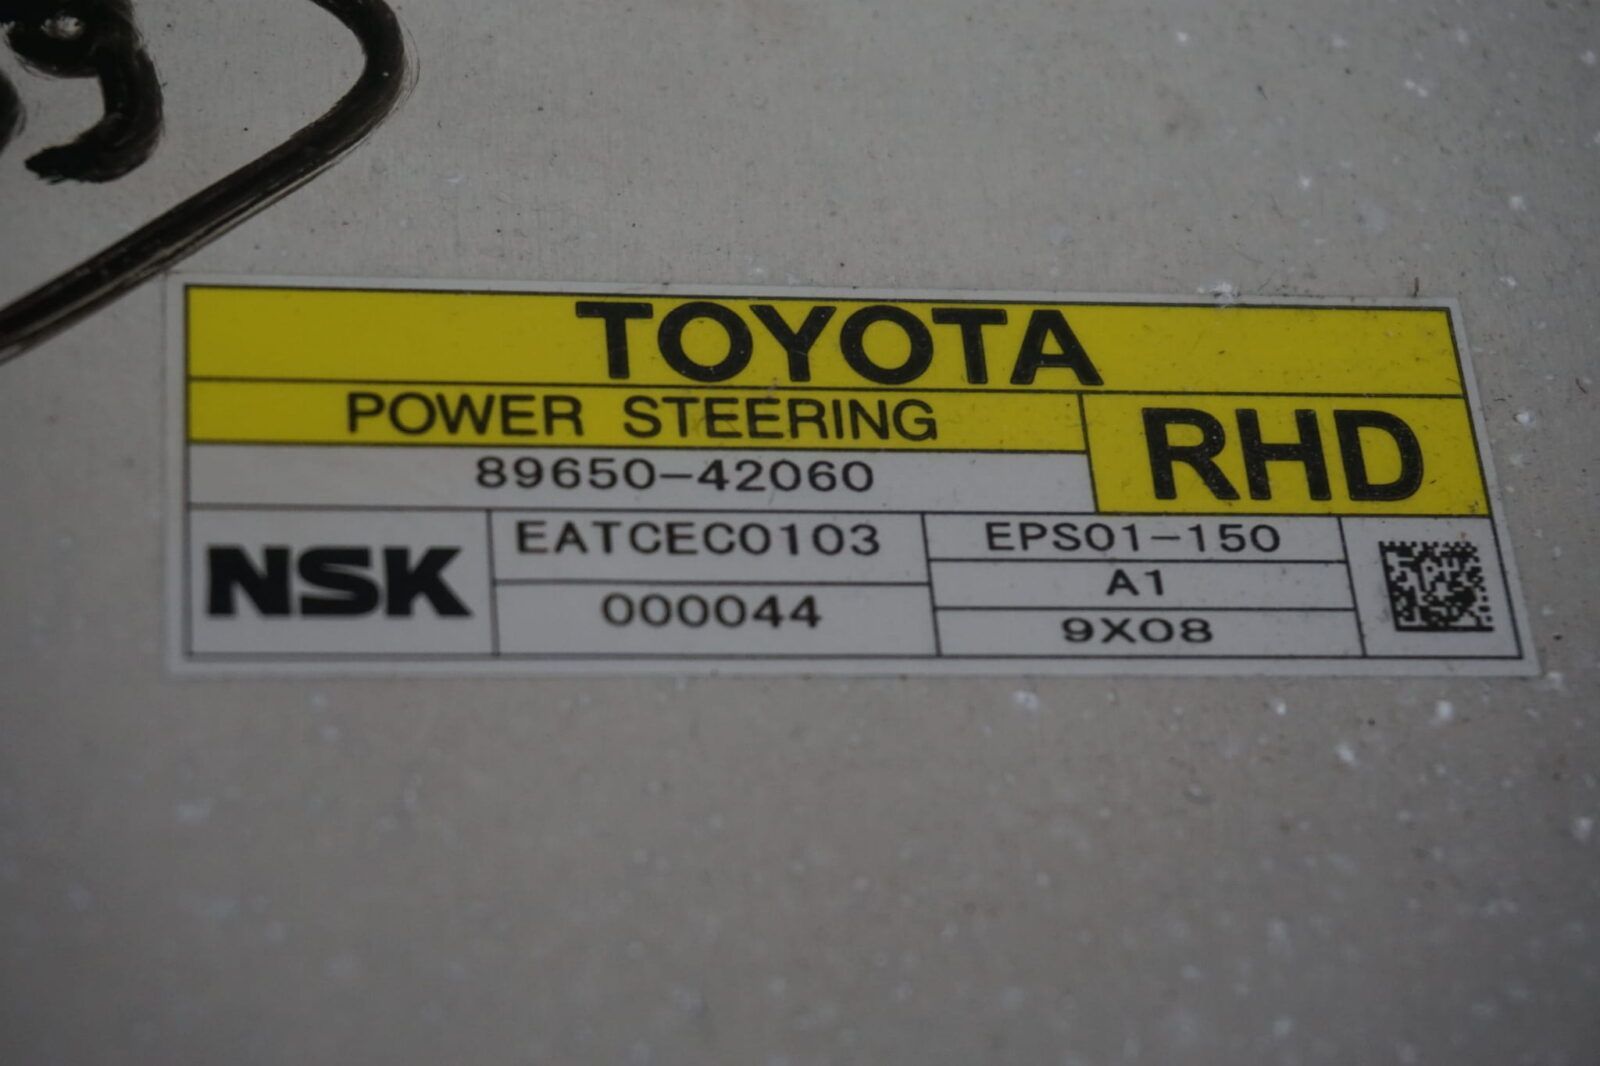 TOYOTA
POWER STEERING
RHD
89650-42060
NSK
EATCEC0103
000044
EPS01-150
A1
9X08